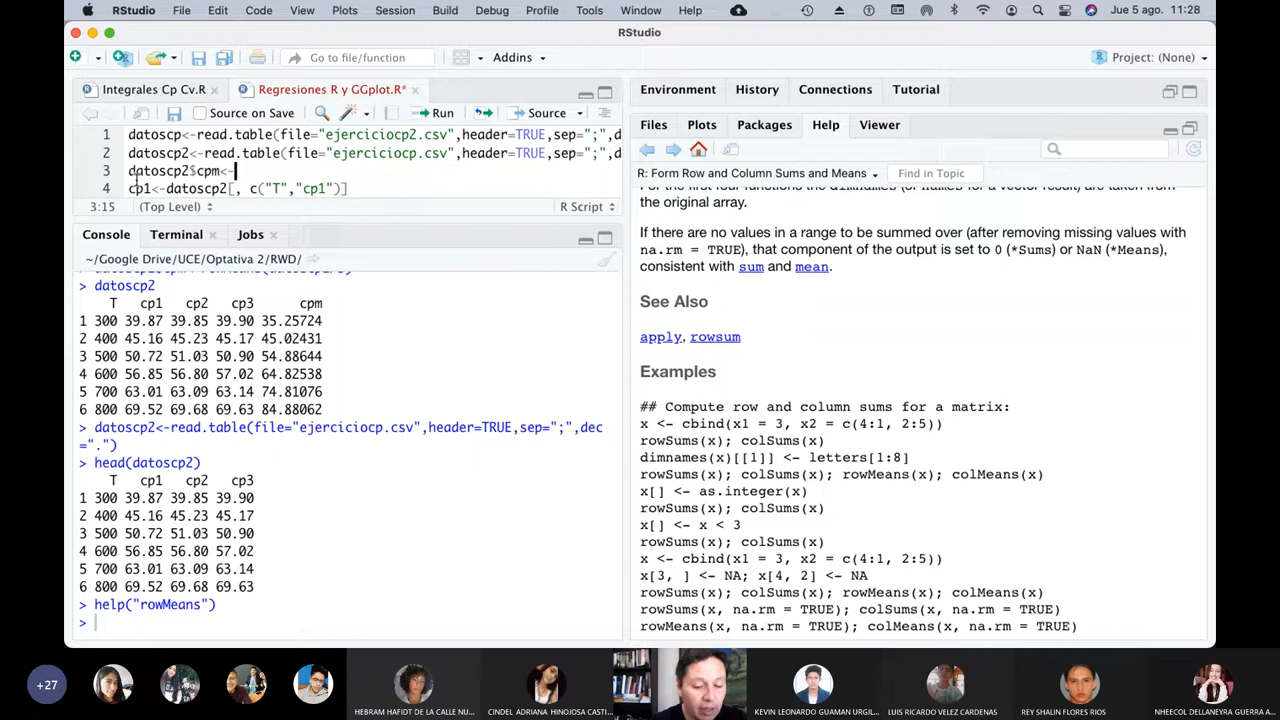 RStudio File Edit Code View Plots Session Build Debug Profile Tools Window Help Jue 5 ago. 11:28
RStudio
Go to file/function Addins Project: (None)
Integrales Cp Cv.R Regresiones R y GGplot.R*
Source on Save Run Source
1 datoscp<-read.table(file="ejerciciocp2.csv",header=TRUE,sep=";",d
2 datoscp2<-read.table(file="ejerciciocp.csv",header=TRUE,sep=";",d
3 datoscp2$cpm<-
4 cp1<-datoscp2[, c("T","cp1")]
3:15 (Top Level) R Script
Console Terminal Jobs
~/Google Drive/UCE/Optativa 2/RWD/
> datoscp2
T cp1 cp2 cp3 cpm
1 300 39.87 39.85 39.90 35.25724
2 400 45.16 45.23 45.17 45.02431
3 500 50.72 51.03 50.90 54.88644
4 600 56.85 56.80 57.02 64.82538
5 700 63.01 63.09 63.14 74.81076
6 800 69.52 69.68 69.63 84.88062
> datoscp2<-read.table(file="ejerciciocp.csv",header=TRUE,sep=";",dec
=".")
> head(datoscp2)
T cp1 cp2 cp3
1 300 39.87 39.85 39.90
2 400 45.16 45.23 45.17
3 500 50.72 51.03 50.90
4 600 56.85 56.80 57.02
5 700 63.01 63.09 63.14
6 800 69.52 69.68 69.63
> help("rowMeans")
>
Environment History Connections Tutorial
Files Plots Packages Help Viewer
R: Form Row and Column Sums and Means Find in Topic
the original array.
If there are no values in a range to be summed over (after removing missing values with
na.rm = TRUE), that component of the output is set to 0 (*Sums) or NaN (*Means),
consistent with sum and mean.
See Also
apply, rowsum
Examples
## Compute row and column sums for a matrix:
x <- cbind(x1 = 3, x2 = c(4:1, 2:5))
rowSums(x); colSums(x)
dimnames(x)[[1]] <- letters[1:8]
rowSums(x); colSums(x); rowMeans(x); colMeans(x)
x[] <- as.integer(x)
rowSums(x); colSums(x)
x[] <- x < 3
rowSums(x); colSums(x)
x <- cbind(x1 = 3, x2 = c(4:1, 2:5))
x[3, ] <- NA; x[4, 2] <- NA
rowSums(x); colSums(x); rowMeans(x); colMeans(x)
rowSums(x, na.rm = TRUE); colSums(x, na.rm = TRUE)
rowMeans(x, na.rm = TRUE); colMeans(x, na.rm = TRUE)
+27
HEBRAM HAFIDT DE LA CALLE NU...
CINDEL ADRIANA HINOJOSA CASTI...
KEVIN LEONARDO GUAMAN URGIL...
LUIS RICARDO VELEZ CARDENAS
REY SHALIN FLORES RIOS
NHEECOL DELLANEYRA GUERRA A...